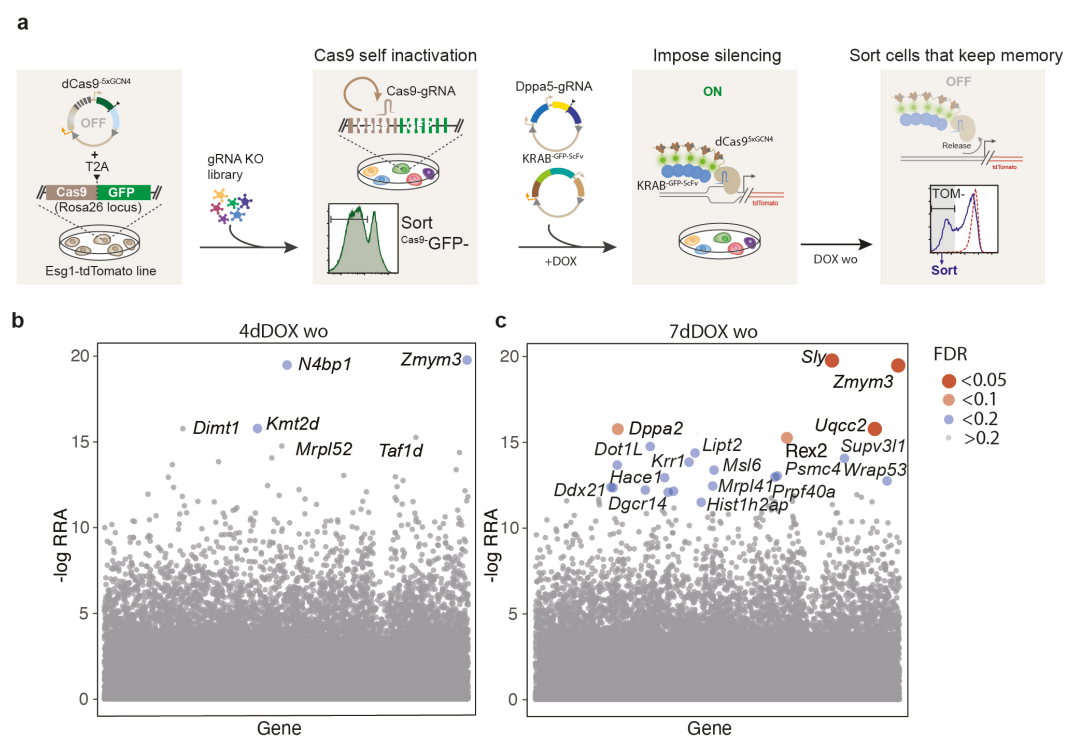 a
Cas9 self inactivation
Impose silencing
Sort cells that keep memory
dCas9-5xGCN4
OFF
+
T2A
Cas9 GFP
(Rosa26 locus)
Esg1-tdTomato line
gRNA KO
library
Cas9-gRNA
Sort
Cas9-GFP-
Dppa5-gRNA
KRAB-GFP-ScFv
+DOX
ON
dCas95xGCN4
KRAB-GFP-ScFv
tdTomato
DOX wo
OFF
Release
tdTomato
TOM-
Sort
b
4dDOX wo
20
15
10
5
0
-log RRA
Gene
N4bp1
Zmym3
Dimt1
Kmt2d
Mrpl52
Taf1d
c
7dDOX wo
20
15
10
5
0
-log RRA
Gene
Sly
Zmym3
Dppa2
Uqcc2
Dot1L
Lipt2
Rex2
Supv3l1
Krr1
Msl6
Psmc4
Wrap53
Hace1
Ddx21
Mrpl41
Prpf40a
Dgcr14
Hist1h2ap
FDR
<0.05
<0.1
<0.2
>0.2